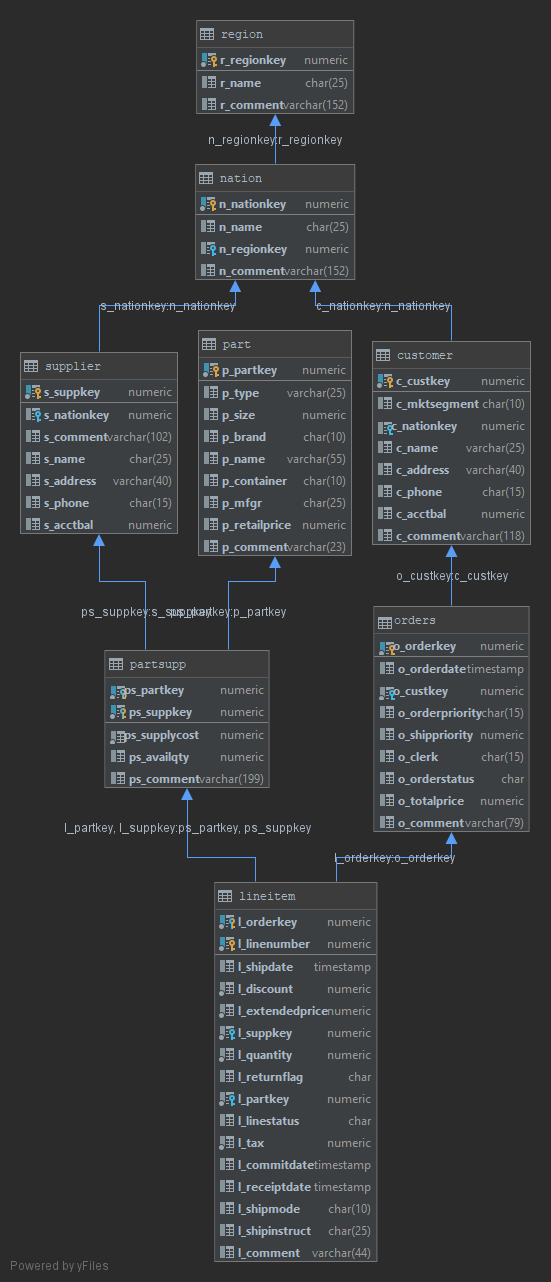 region
r_regionkey numeric
r_name char(25)
r_comment varchar(152)
n_regionkey:r_regionkey
nation
n_nationkey numeric
n_name char(25)
n_regionkey numeric
n_comment varchar(152)
s_nationkey:n_nationkey
c_nationkey:n_nationkey
supplier
s_suppkey numeric
s_nationkey numeric
s_comment varchar(102)
s_name char(25)
s_address varchar(40)
s_phone char(15)
s_acctbal numeric
part
p_partkey numeric
p_type varchar(25)
p_size numeric
p_brand char(10)
p_name varchar(55)
p_container char(10)
p_mfgr char(25)
p_retailprice numeric
p_comment varchar(23)
customer
c_custkey numeric
c_mktsegment char(10)
c_nationkey numeric
c_name varchar(25)
c_address varchar(40)
c_phone char(15)
c_acctbal numeric
c_comment varchar(118)
ps_suppkey:s_suppkey
ps_partkey:p_partkey
o_custkey:c_custkey
partsupp
ps_partkey numeric
ps_suppkey numeric
ps_supplycost numeric
ps_availqty numeric
ps_comment varchar(199)
orders
o_orderkey numeric
o_orderdate timestamp
o_custkey numeric
o_orderpriority char(15)
o_shippriority numeric
o_clerk char(15)
o_orderstatus char
o_totalprice numeric
o_comment varchar(79)
l_partkey, l_suppkey:ps_partkey, ps_suppkey
l_orderkey:o_orderkey
lineitem
l_orderkey numeric
l_linenumber numeric
l_shipdate timestamp
l_discount numeric
l_extendedprice numeric
l_suppkey numeric
l_quantity numeric
l_returnflag char
l_partkey numeric
l_linestatus char
l_tax numeric
l_commitdate timestamp
l_receiptdate timestamp
l_shipmode char(10)
l_shipinstruct char(25)
l_comment varchar(44)
Powered by yFiles